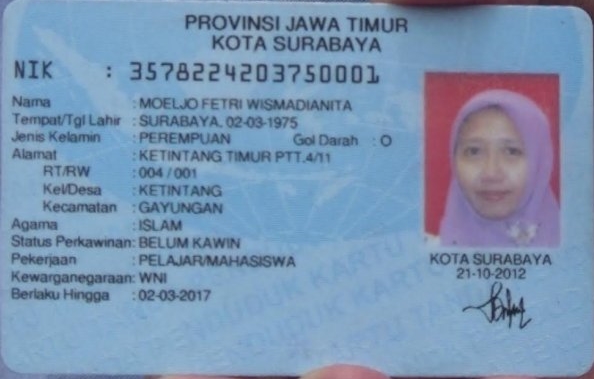 PROVINSI JAWA TIMUR
KOTA SURABAYA
NIK : 3578224203750001
Nama : MOELJO FETRI WISMADIANITA
Tempat/Tgl Lahir : SURABAYA, 02-03-1975
Jenis Kelamin : PEREMPUAN Gol Darah : O
Alamat : KETINTANG TIMUR PTT.4/11
RT/RW : 004 / 001
Kel/Desa : KETINTANG
Kecamatan : GAYUNGAN
Agama : ISLAM
Status Perkawinan: BELUM KAWIN
Pekerjaan : PELAJAR/MAHASISWA
Kewarganegaraan: WNI
Berlaku Hingga : 02-03-2017
KOTA SURABAYA
21-10-2012